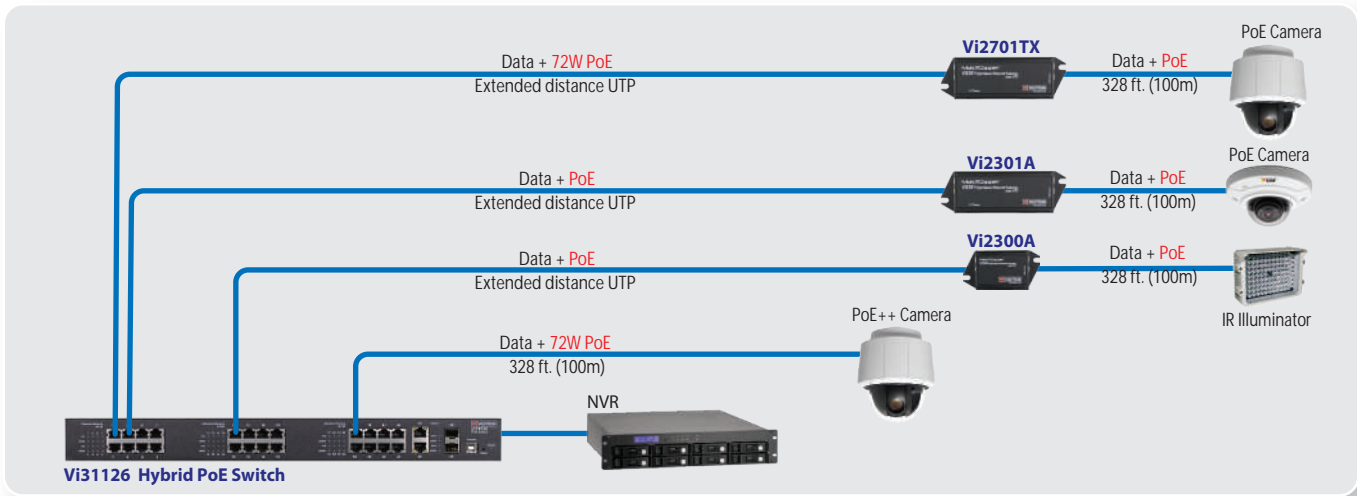 PoE Camera
Vi2701TX
Data + 72W PoE
Extended distance UTP
Data + PoE
328 ft. (100m)
PoE Camera
Vi2301A
Data + PoE
Extended distance UTP
Data + PoE
328 ft. (100m)
Vi2300A
Data + PoE
Extended distance UTP
Data + PoE
328 ft. (100m)
IR Illuminator
PoE++ Camera
Data + 72W PoE
328 ft. (100m)
NVR
Vi31126 Hybrid PoE Switch